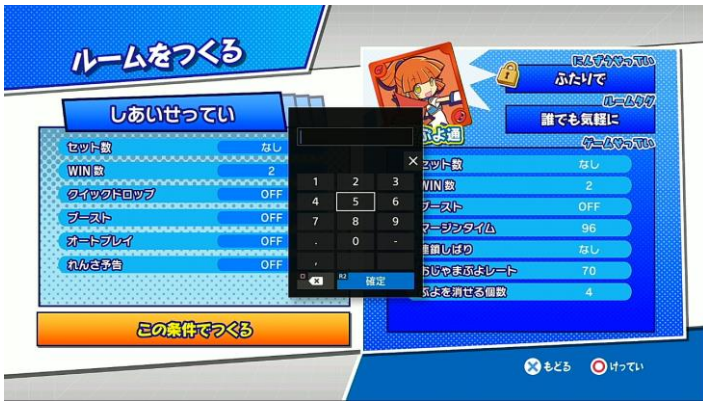 ルームをつくる
しあいせってい
セット数 なし
WIN数 2
クイックドロップ OFF
ブースト OFF
オートプレイ OFF
れんさ予告 OFF
この条件でつくる
1 2 3
4 5 6
7 8 9
. 0 -
,
R2 確定
にんずうせってい
ふたりで
ルームタグ
誰でも気軽に
ぷよ通
ゲームせってい
セット数 なし
WIN数 2
ブースト OFF
マージンタイム 96
連鎖しばり なし
おじゃまぷよレート 70
ぷよを消せる個数 4
もどる けってい